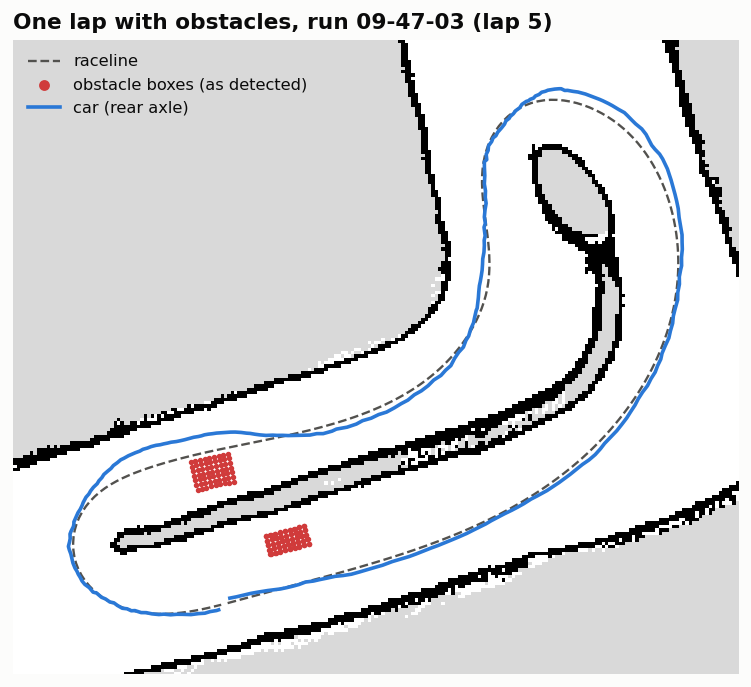 One lap with obstacles, run 09-47-03 (lap 5)
raceline
obstacle boxes (as detected)
car (rear axle)